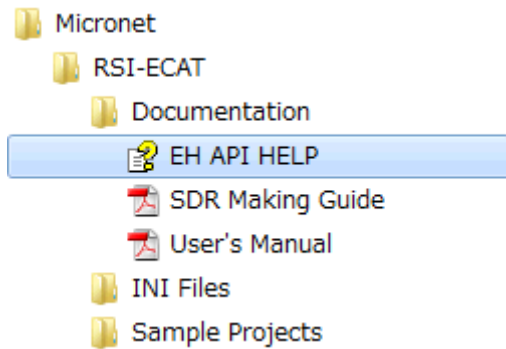 Micronet
RSI-ECAT
Documentation
EH API HELP
SDR Making Guide
User's Manual
INI Files
Sample Projects